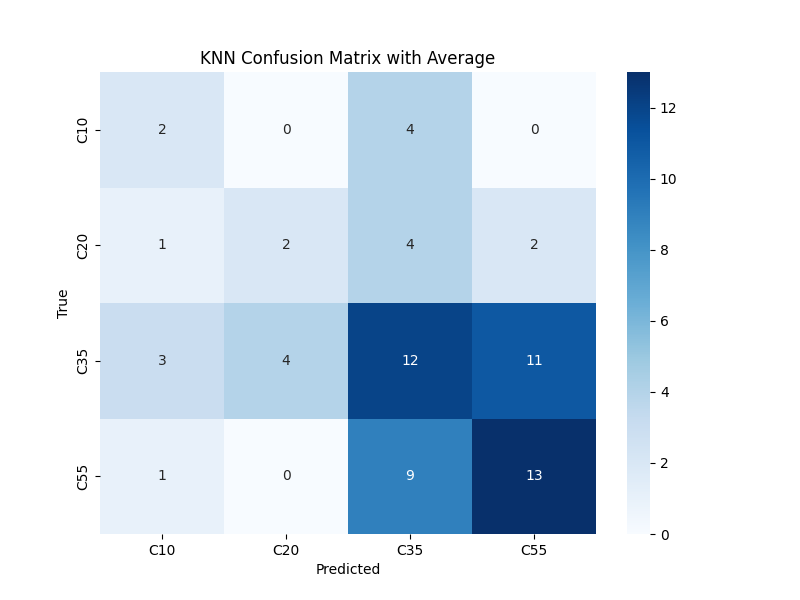 KNN Confusion Matrix with Average
C10 2 0 4 0
C20 1 2 4 2
C35 3 4 12 11
C55 1 0 9 13
C10 C20 C35 C55
Predicted
True
12
10
8
6
4
2
0